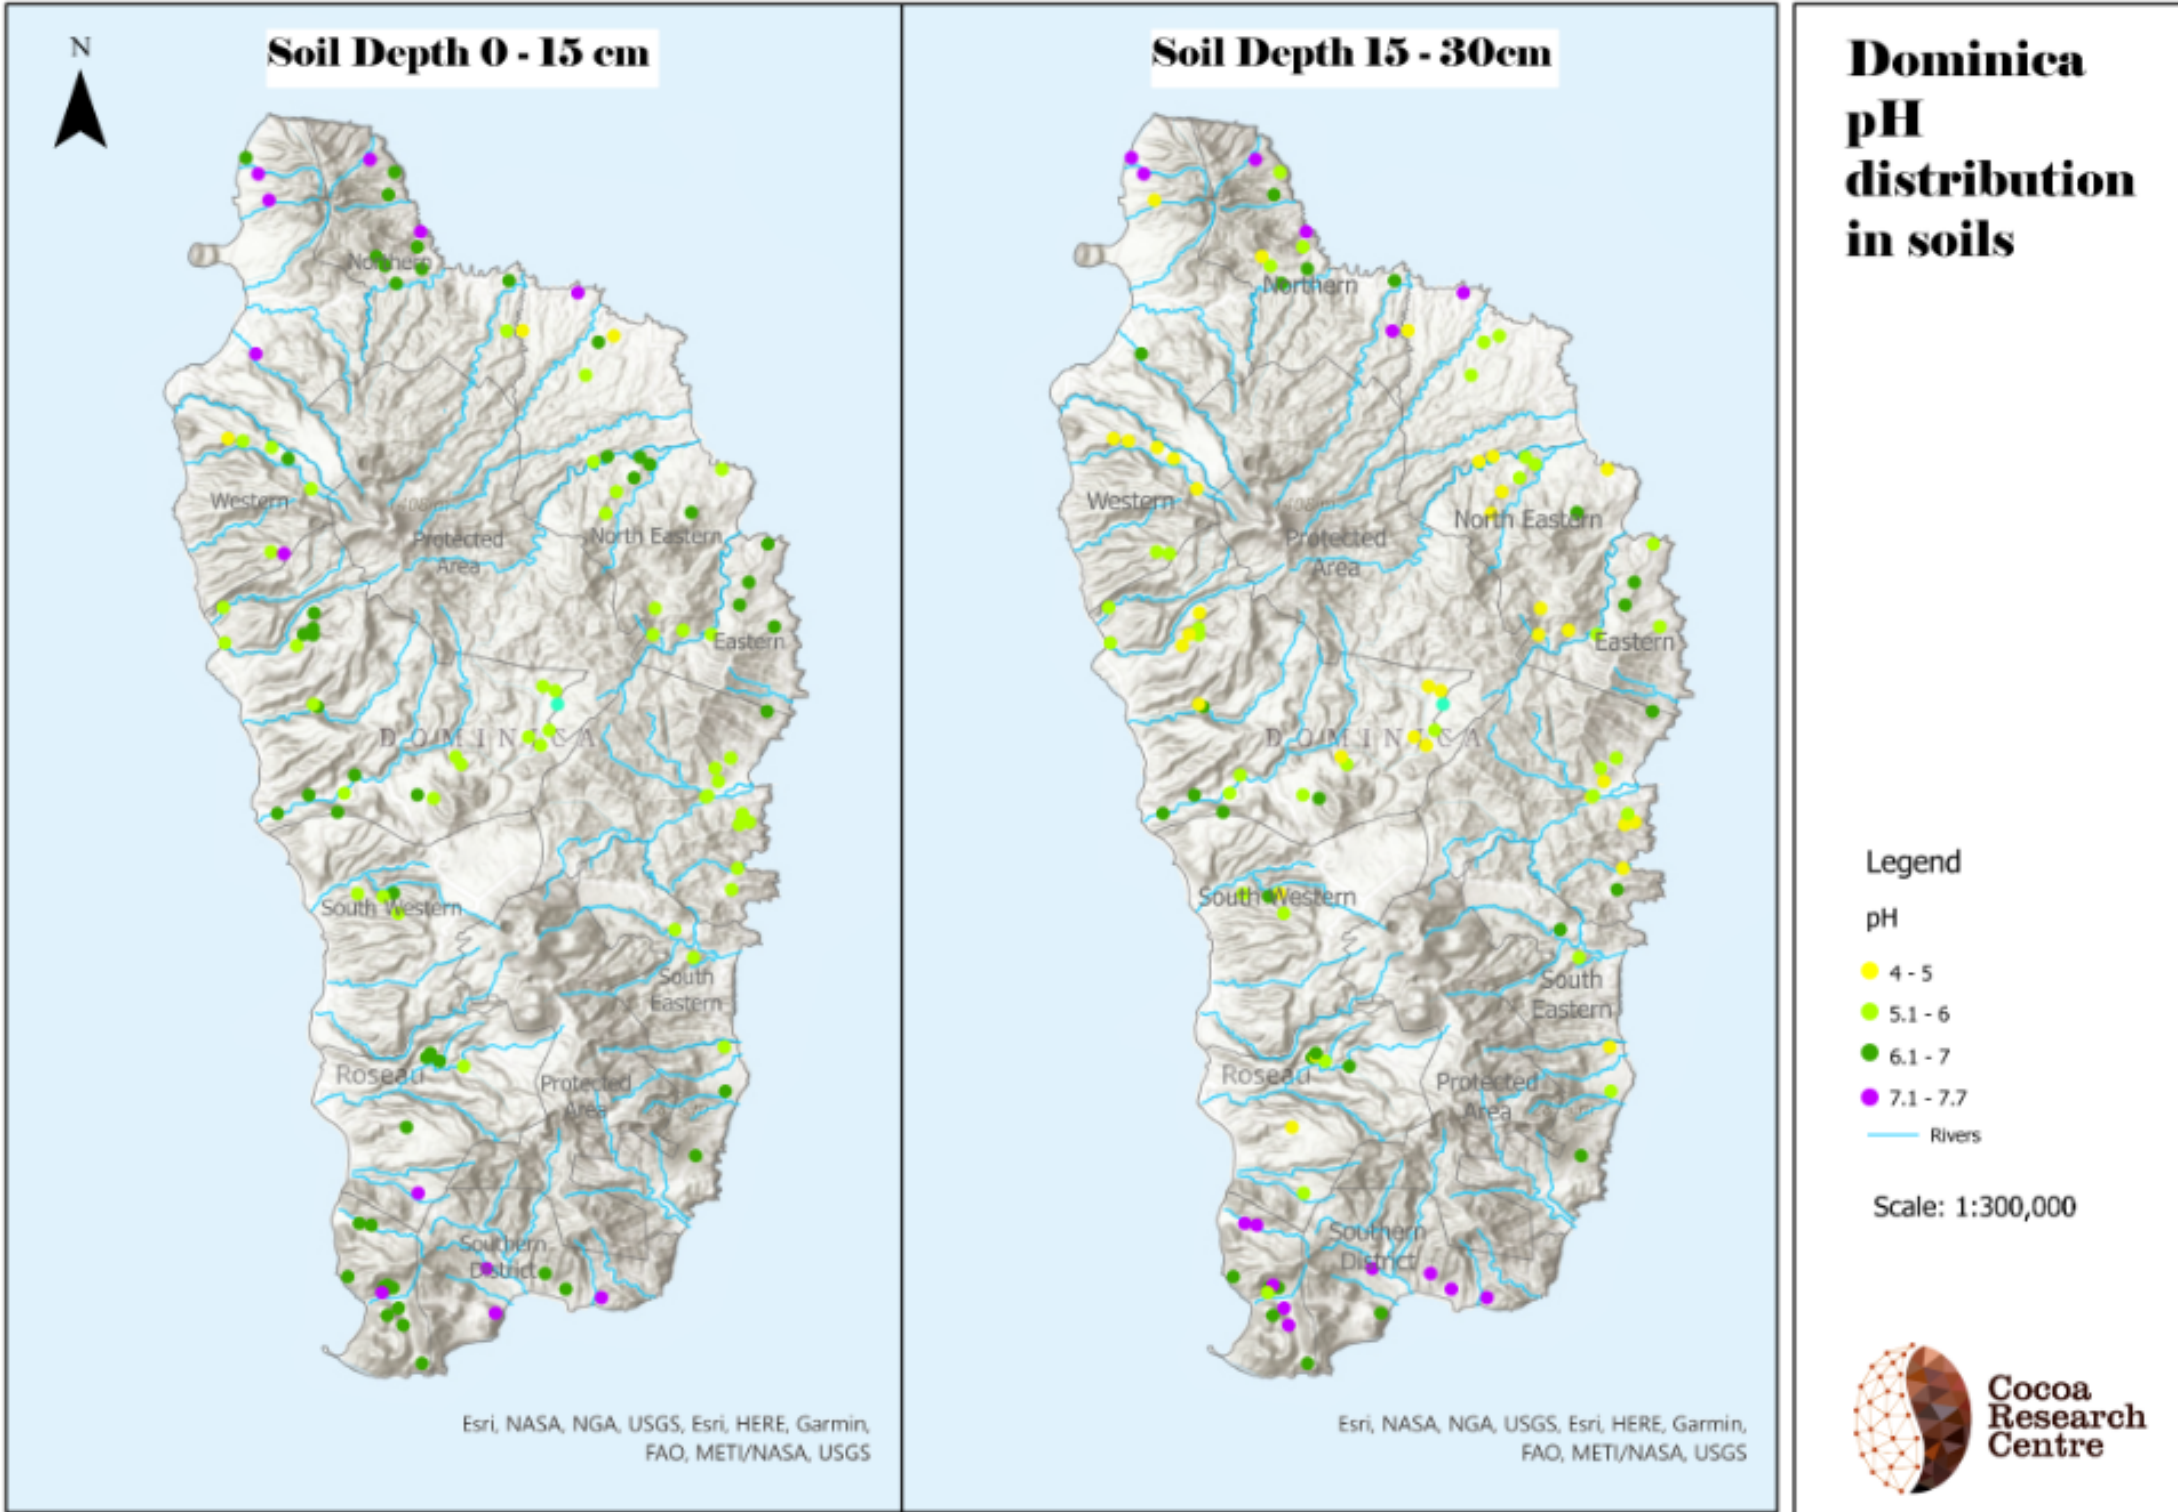 N
Soil Depth 0 - 15 cm
Northern
Western
Protected
Area
North Eastern
Eastern
DOMINICA
South Western
South
Eastern
Roseau
Protected
Area
Southern
District
Esri, NASA, NGA, USGS, Esri, HERE, Garmin,
FAO, METI/NASA, USGS
Soil Depth 15 - 30cm
Northern
Western
North Eastern
Protected
Area
Eastern
DOMINICA
South Western
South
Eastern
Roseau
Protected
Area
Southern
District
Esri, NASA, NGA, USGS, Esri, HERE, Garmin,
FAO, METI/NASA, USGS
Dominica
pH
distribution
in soils
Legend
pH
4 - 5
5.1 - 6
6.1 - 7
7.1 - 7.7
Rivers
Scale: 1:300,000
Cocoa
Research
Centre